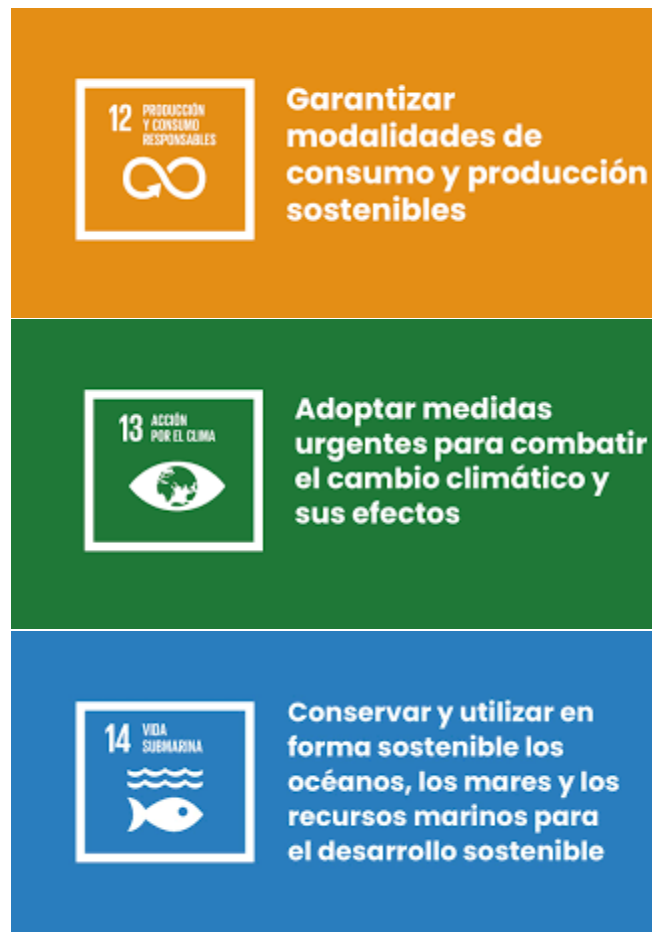 12 PRODUCCIÓN
Y CONSUMO
RESPONSABLES
Garantizar
modalidades de
consumo y producción
sostenibles
13 ACCIÓN
POR EL CLIMA
Adoptar medidas
urgentes para combatir
el cambio climático y
sus efectos
14 VIDA
SUBMARINA
Conservar y utilizar en
forma sostenible los
océanos, los mares y los
recursos marinos para
el desarrollo sostenible